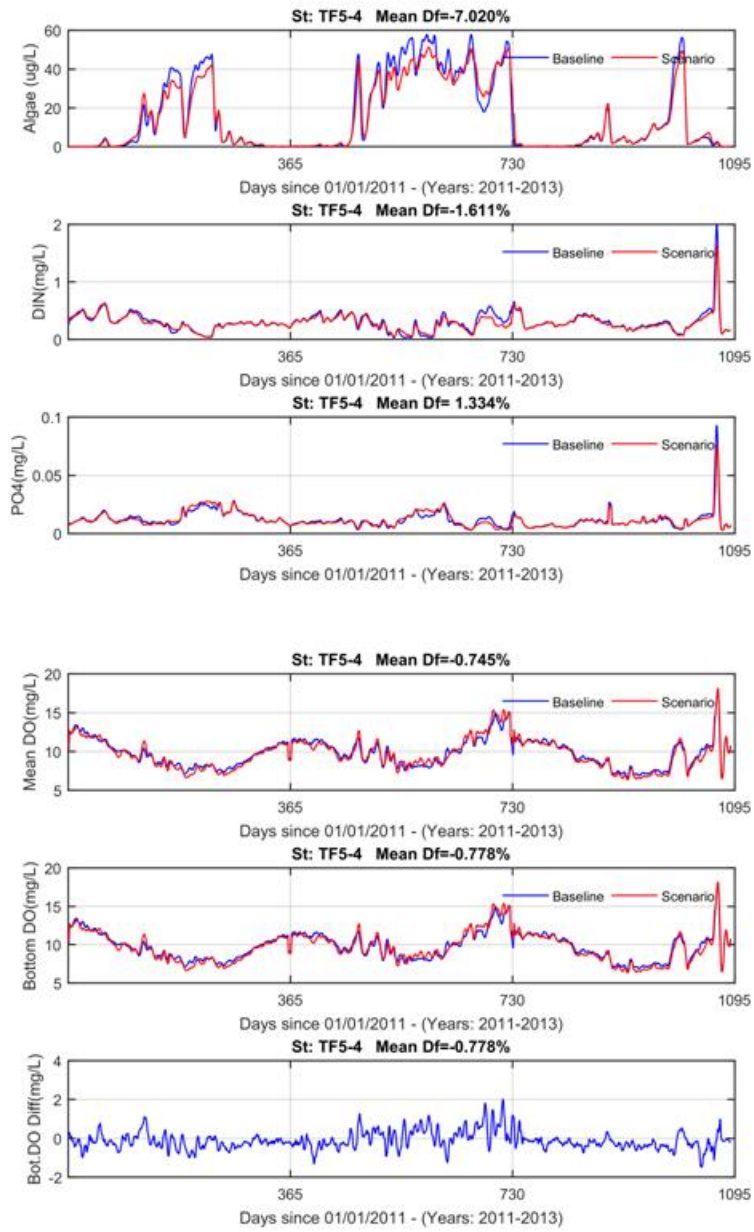 St: TF5-4 Mean Df=-7.020%
60
40
20
0
Algae (ug/L)
Baseline Scenario
365 730 1095
Days since 01/01/2011 - (Years: 2011-2013)
St: TF5-4 Mean Df=-1.611%
2
1
0
DIN(mg/L)
Baseline Scenario
365 730 1095
Days since 01/01/2011 - (Years: 2011-2013)
St: TF5-4 Mean Df= 1.334%
0.1
0.05
0
PO4(mg/L)
Baseline Scenario
365 730 1095
Days since 01/01/2011 - (Years: 2011-2013)
St: TF5-4 Mean Df=-0.745%
20
15
10
5
Mean DO(mg/L)
Baseline Scenario
365 730 1095
Days since 01/01/2011 - (Years: 2011-2013)
St: TF5-4 Mean Df=-0.778%
20
15
10
5
Bottom DO(mg/L)
Baseline Scenario
365 730 1095
Days since 01/01/2011 - (Years: 2011-2013)
St: TF5-4 Mean Df=-0.778%
4
2
0
-2
Bot.DO Diff(mg/L)
365 730 1095
Days since 01/01/2011 - (Years: 2011-2013)